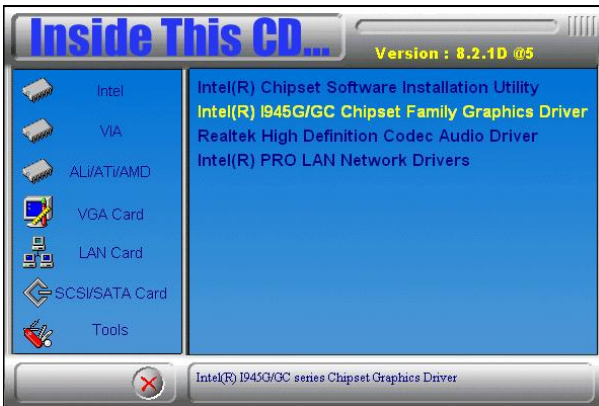 Inside This CD...
Version : 8.2.1D @5
Intel
VIA
ALi/ATi/AMD
VGA Card
LAN Card
SCSI/SATA Card
Tools
Intel(R) Chipset Software Installation Utility
Intel(R) I945G/GC Chipset Family Graphics Driver
Realtek High Definition Codec Audio Driver
Intel(R) PRO LAN Network Drivers
Intel(R) I945G/GC series Chipset Graphics Driver